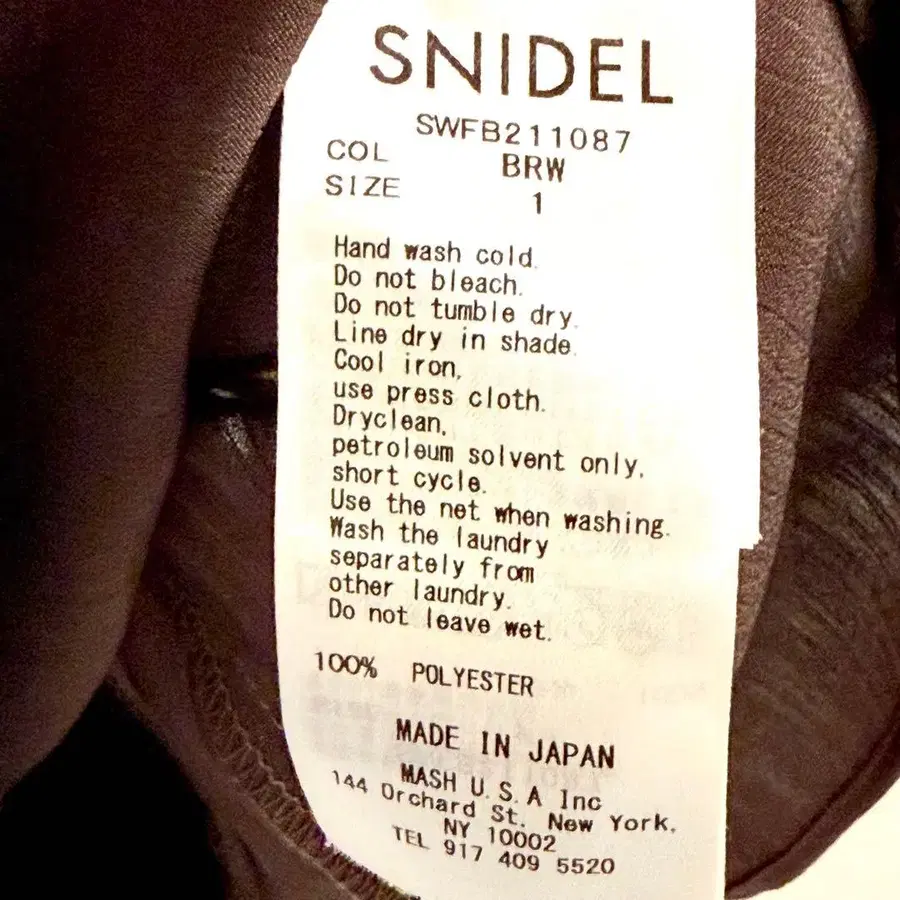 SNIDEL
SWFB211087
COL BRW
SIZE 1
Hand wash cold.
Do not bleach.
Do not tumble dry.
Line dry in shade.
Cool iron,
use press cloth.
Dryclean,
petroleum solvent only,
short cycle.
Use the net when washing.
Wash the laundry
separately from
other laundry.
Do not leave wet.
100% POLYESTER
MADE IN JAPAN
MASH U.S.A Inc
144 Orchard St. New York,
NY 10002
TEL 917 409 5520